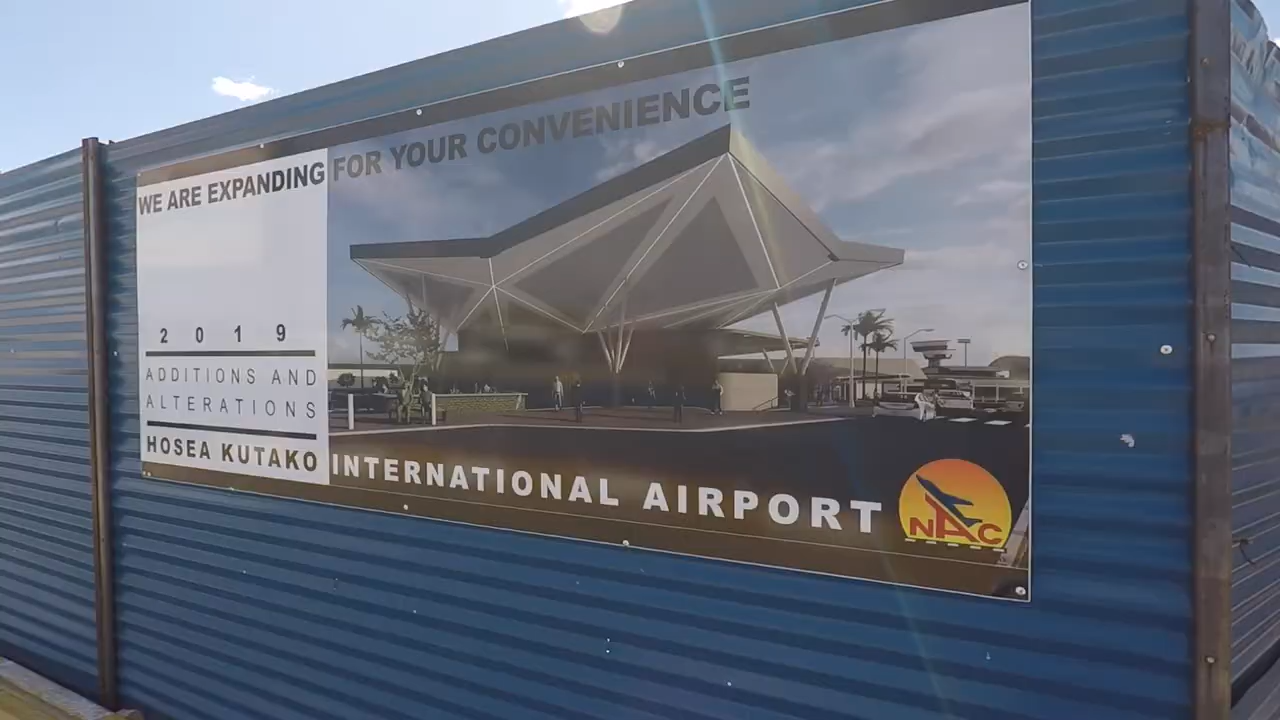 WE ARE EXPANDING FOR YOUR CONVENIENCE
2019
ADDITIONS AND
ALTERATIONS
HOSEA KUTAKO INTERNATIONAL AIRPORT
NAC